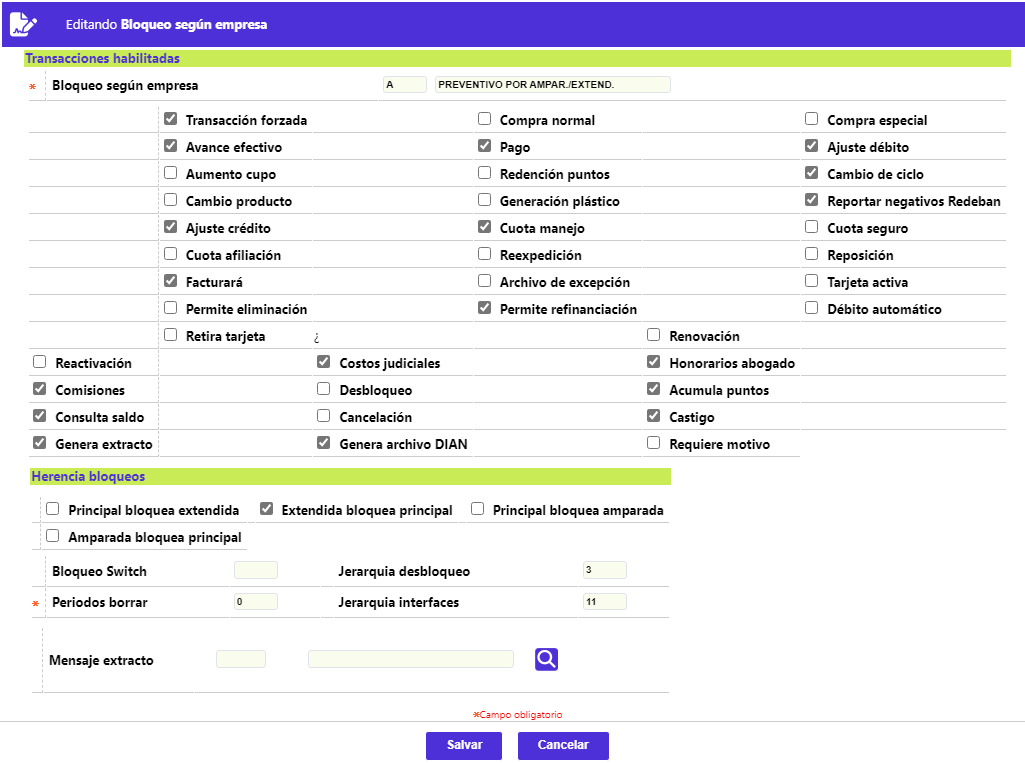 Editando Bloqueo según empresa
Transacciones habilitadas
* Bloqueo según empresa A PREVENTIVO POR AMPAR./EXTEND.
Transacción forzada Compra normal Compra especial
Avance efectivo Pago Ajuste débito
Aumento cupo Redención puntos Cambio de ciclo
Cambio producto Generación plástico Reportar negativos Redeban
Ajuste crédito Cuota manejo Cuota seguro
Cuota afiliación Reexpedición Reposición
Facturará Archivo de excepción Tarjeta activa
Permite eliminación Permite refinanciación Débito automático
Retira tarjeta ¿ Renovación
Reactivación Costos judiciales Honorarios abogado
Comisiones Desbloqueo Acumula puntos
Consulta saldo Cancelación Castigo
Genera extracto Genera archivo DIAN Requiere motivo
Herencia bloqueos
Principal bloquea extendida Extendida bloquea principal Principal bloquea amparada
Amparada bloquea principal
Bloqueo Switch Jerarquia desbloqueo 3
* Periodos borrar 0 Jerarquia interfaces 11
Mensaje extracto
*Campo obligatorio
Salvar Cancelar